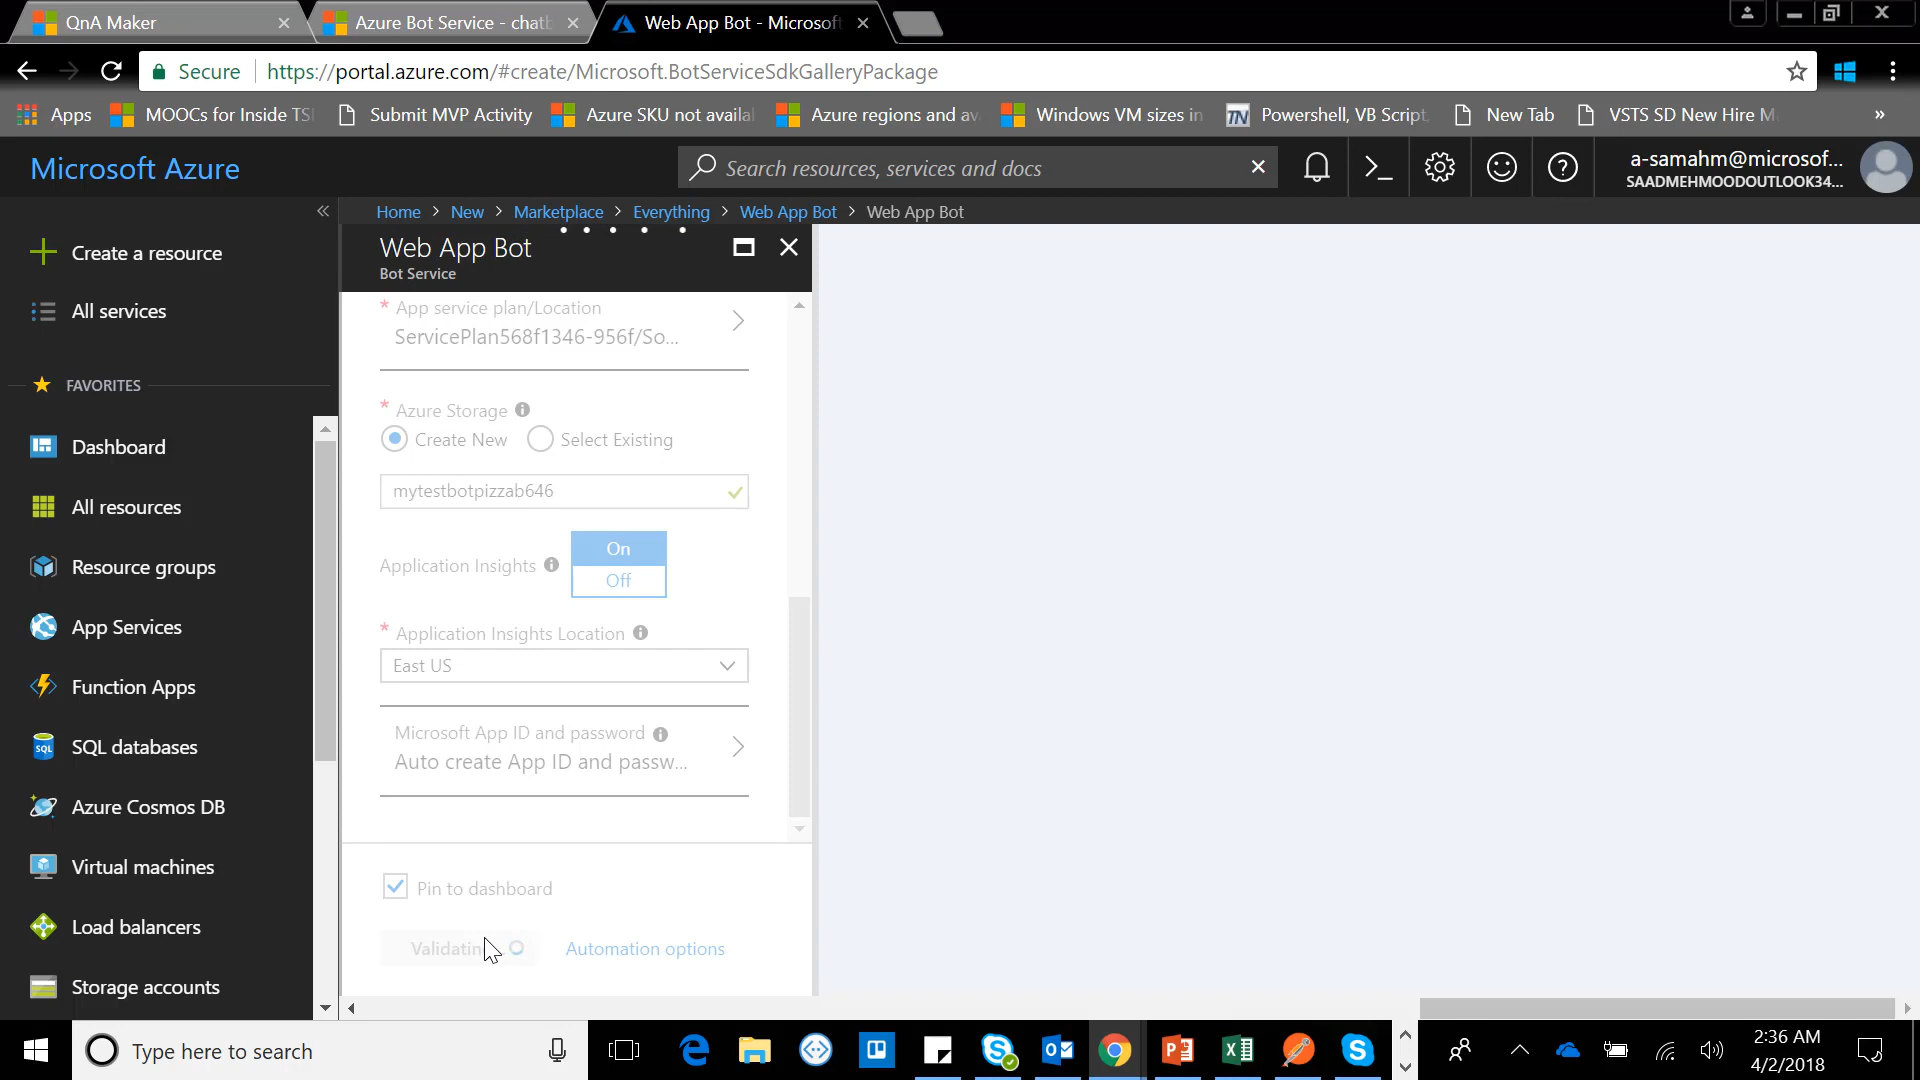 QnA Maker
Azure Bot Service - chatb
Web App Bot - Microsoft
Secure
https://portal.azure.com/#create/Microsoft.BotServiceSdkGalleryPackage
Apps
MOOCs for Inside TS
Submit MVP Activity
Azure SKU not availal
Azure regions and av
Windows VM sizes in
Powershell, VB Script,
New Tab
VSTS SD New Hire M
»
Microsoft Azure
Search resources, services and docs
a-samahm@microsof...
SAADMEHMOODOUTLOOK34...
Home > New > Marketplace > Everything > Web App Bot > Web App Bot
Create a resource
All services
FAVORITES
Dashboard
All resources
Resource groups
App Services
Function Apps
SQL
SQL databases
Azure Cosmos DB
Virtual machines
Load balancers
Storage accounts
Web App Bot
Bot Service
* App service plan/Location
ServicePlan568f1346-956f/So...
* Azure Storage
Create New
Select Existing
mytestbotpizzab646
Application Insights
On
Off
* Application Insights Location
East US
Microsoft App ID and password
Auto create App ID and passw...
Pin to dashboard
Validatin
Automation options
Type here to search
2:36 AM
4/2/2018